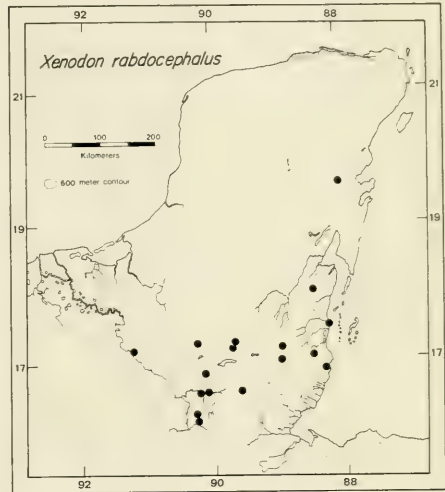 90 88
Xenodon rabdocephalus
21 21
0 100 200
Kilometers
600 meter contour
19 19
17 17
92 90 88